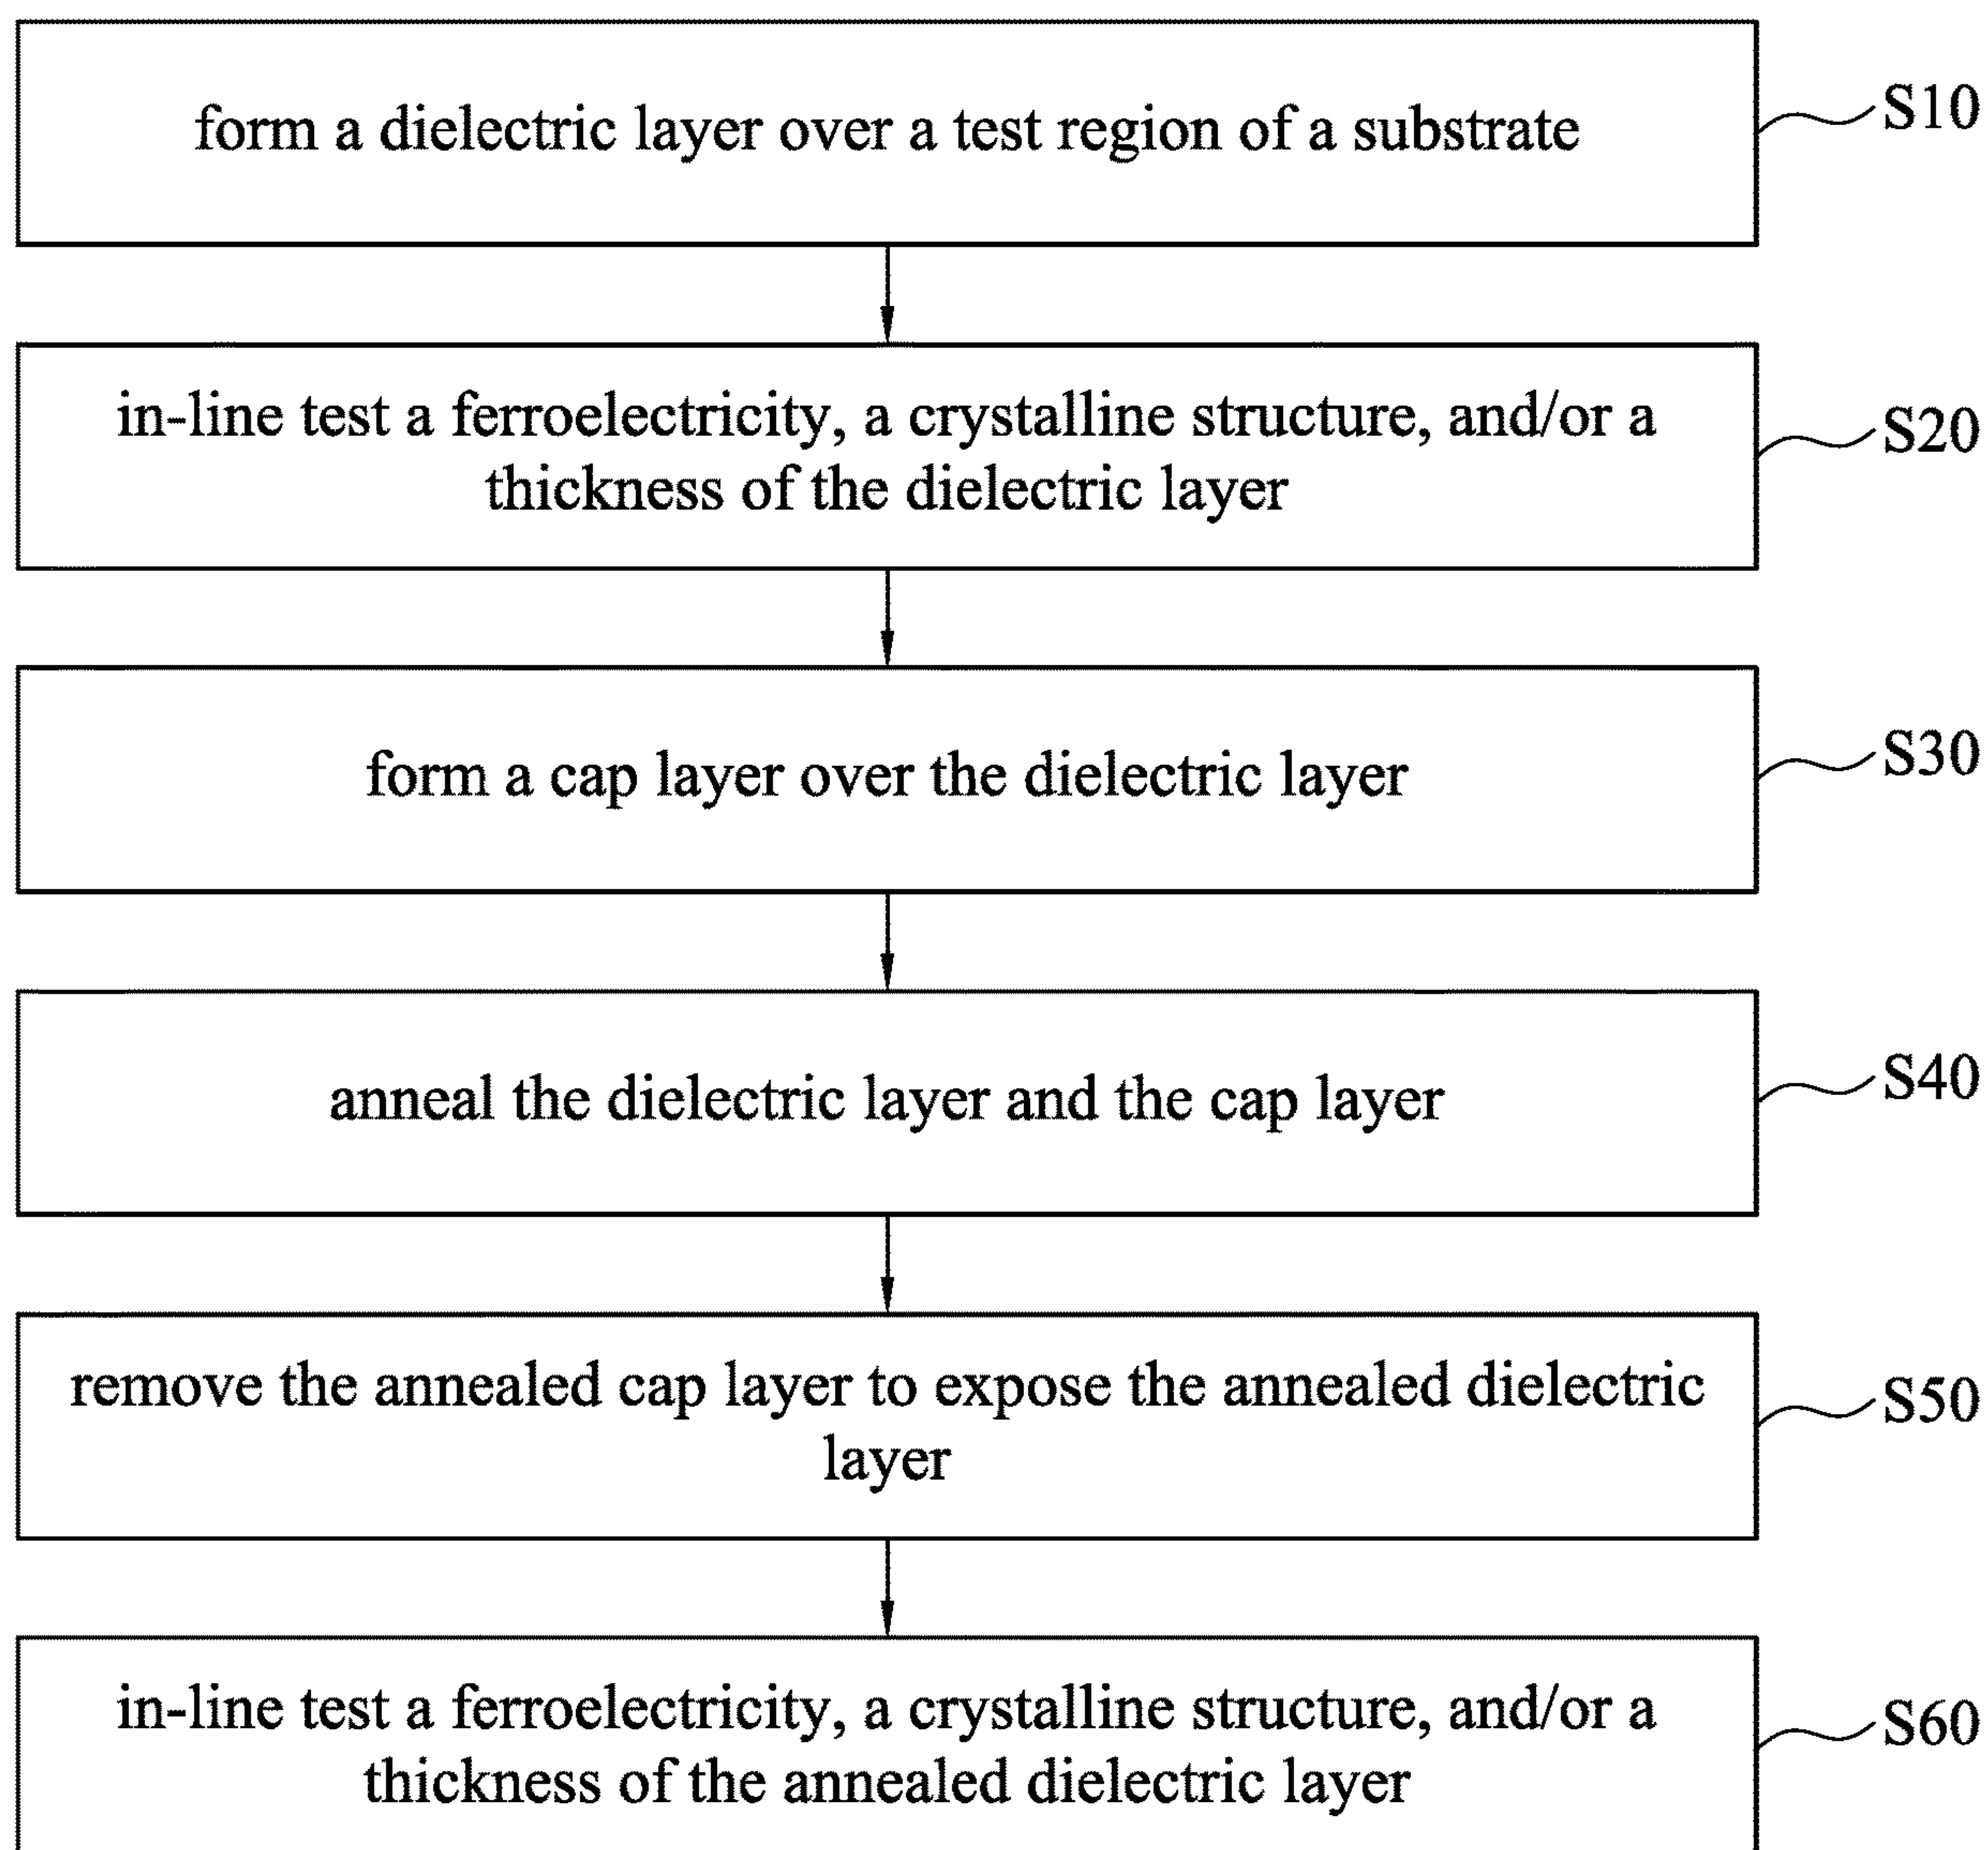 form a dielectric layer over a test region of a substrate
S10
in-line test a ferroelectricity, a crystalline structure, and/or a
thickness of the dielectric layer
S20
form a cap layer over the dielectric layer
S30
anneal the dielectric layer and the cap layer
S40
remove the annealed cap layer to expose the annealed dielectric
layer
S50
in-line test a ferroelectricity, a crystalline structure, and/or a
thickness of the annealed dielectric layer
S60